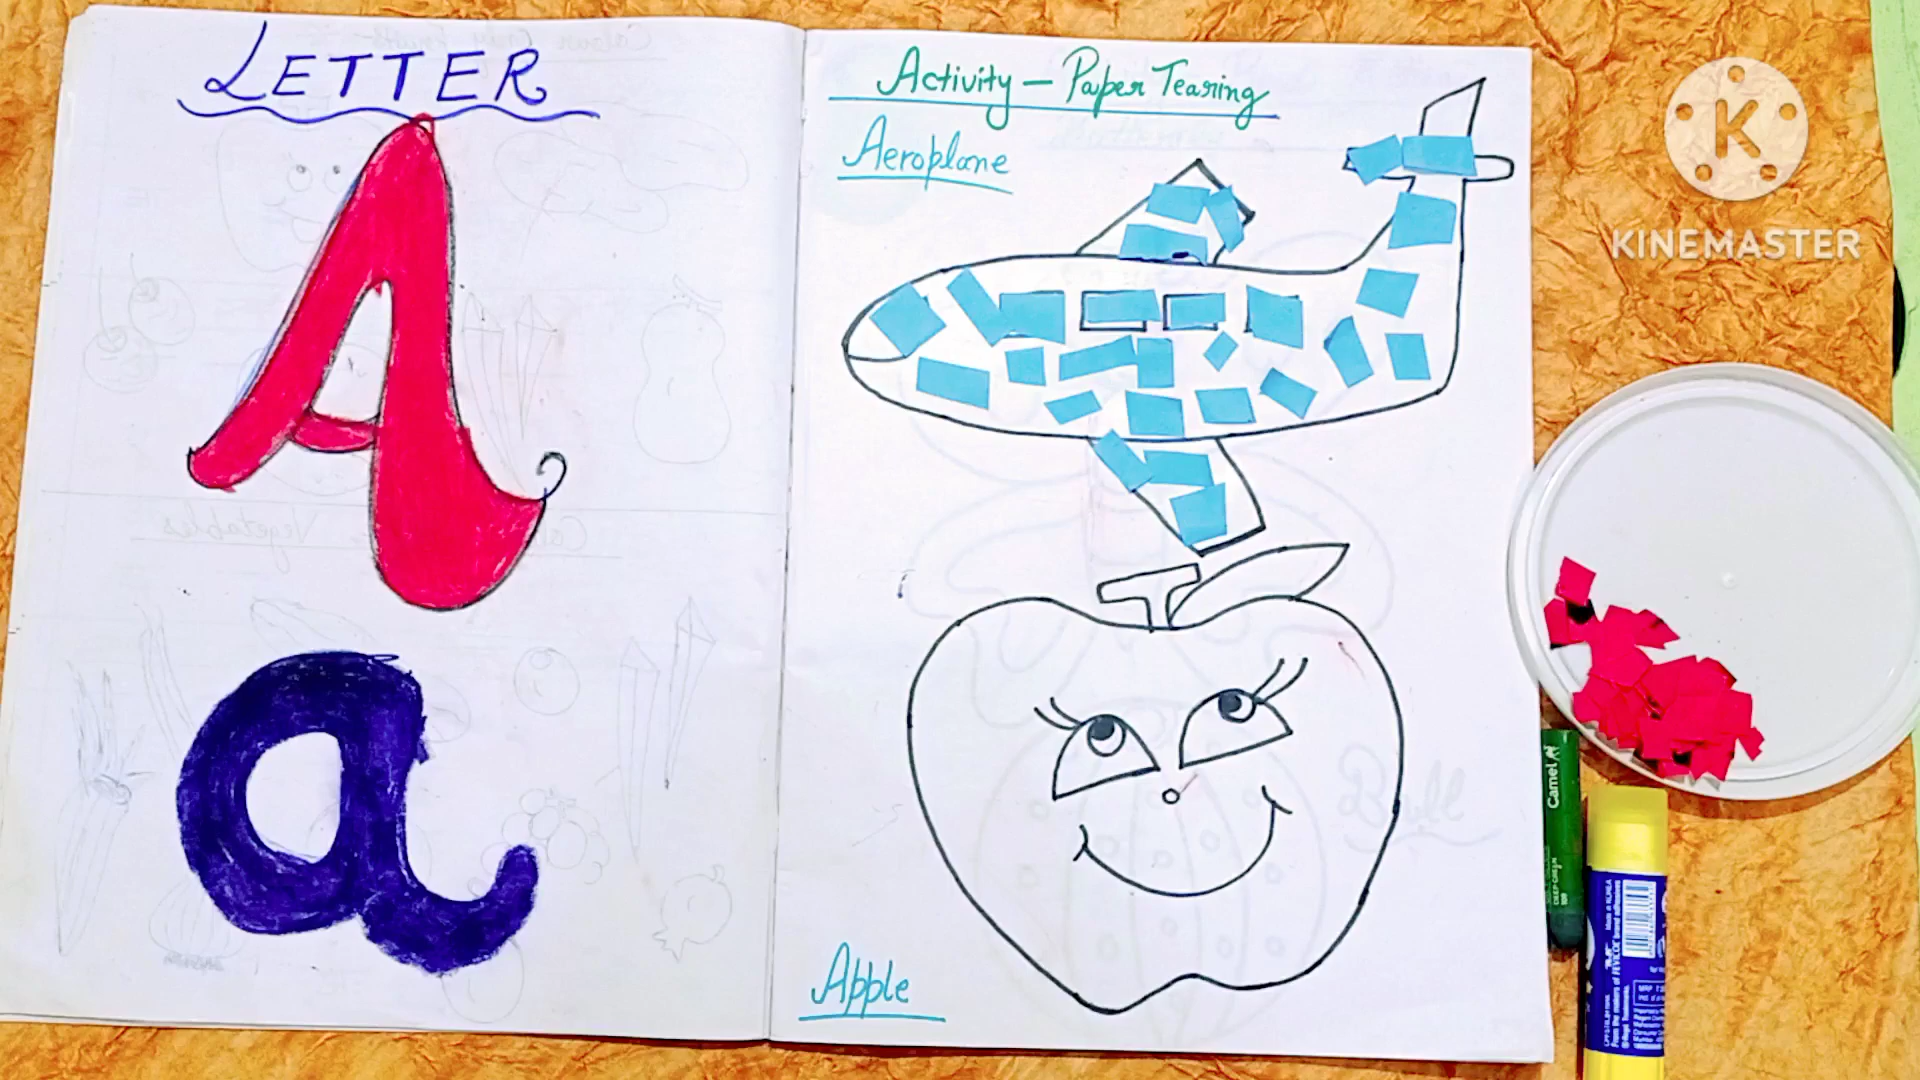 LETTER
A
a
Activity - Paper Tearing
Aeroplane
Apple
K
KINEMASTER
Camel